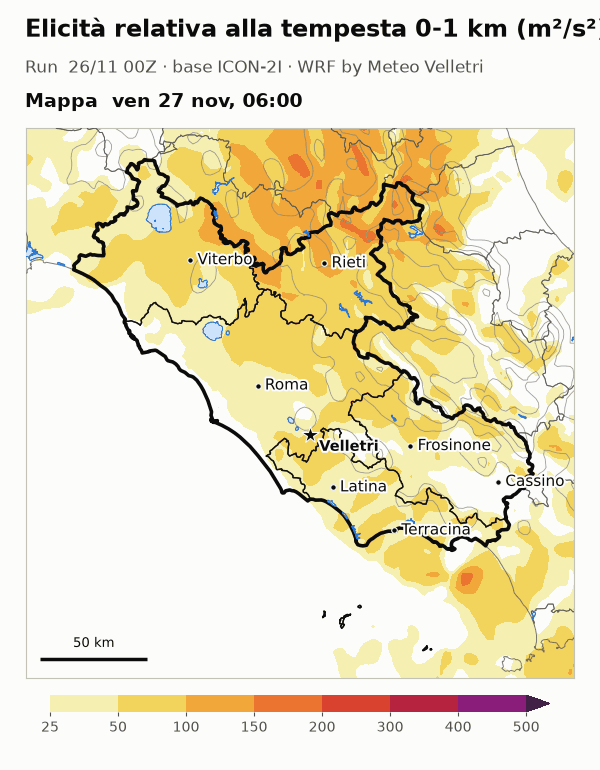 Elicità relativa alla tempesta 0-1 km (m²/s²)
Run 26/11 00Z · base ICON-2I · WRF by Meteo Velletri
Mappa ven 27 nov, 06:00
Viterbo
Rieti
Roma
Velletri
Frosinone
Cassino
Latina
Terracina
50 km
25 50 100 150 200 300 400 500